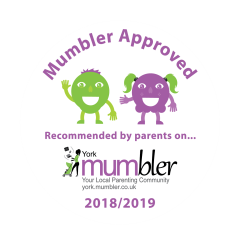 Mumbler Approved
Recommended by parents on...
York
mumbler
Your Local Parenting Community
york.mumbler.co.uk
2018/2019